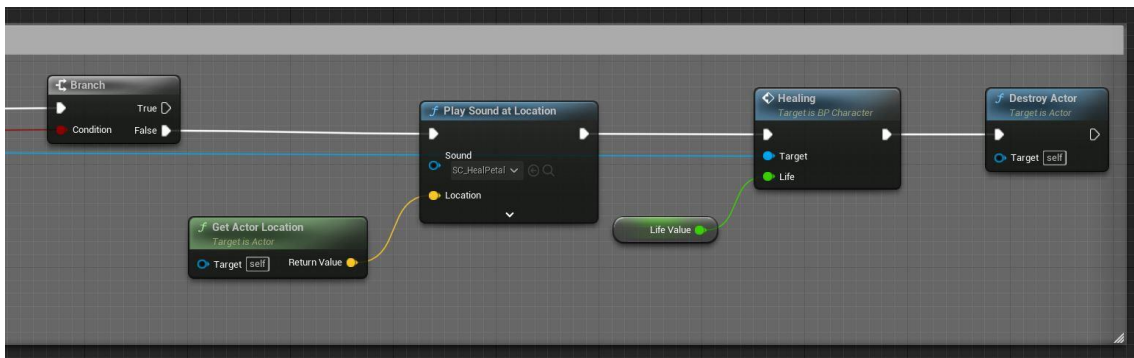 Branch
True
Condition
False
Play Sound at Location
Sound
SC_HealPetal
Location
Get Actor Location
Target is Actor
Target self
Return Value
Life Value
Healing
Target is BP Character
Target
Life
Destroy Actor
Target is Actor
Target self